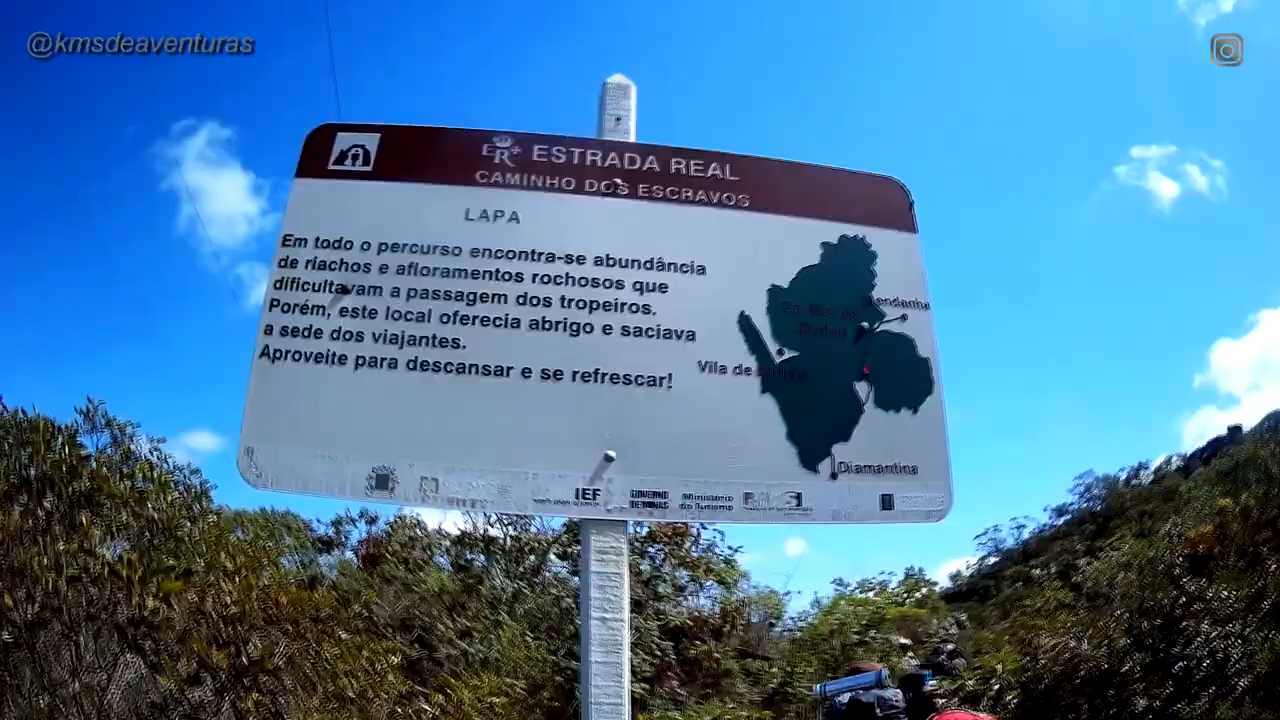 @kmsdeaventuras
ER ESTRADA REAL
CAMINHO DOS ESCRAVOS
LAPA
Em todo o percurso encontra-se abundância
de riachos e afloramentos rochosos que
dificultavam a passagem dos tropeiros.
Porém, este local oferecia abrigo e saciava
a sede dos viajantes.
Aproveite para descansar e se refrescar!
Vila de
Diamantina
IEF
GOVERNO
DE MINAS
Ministério
do Turismo